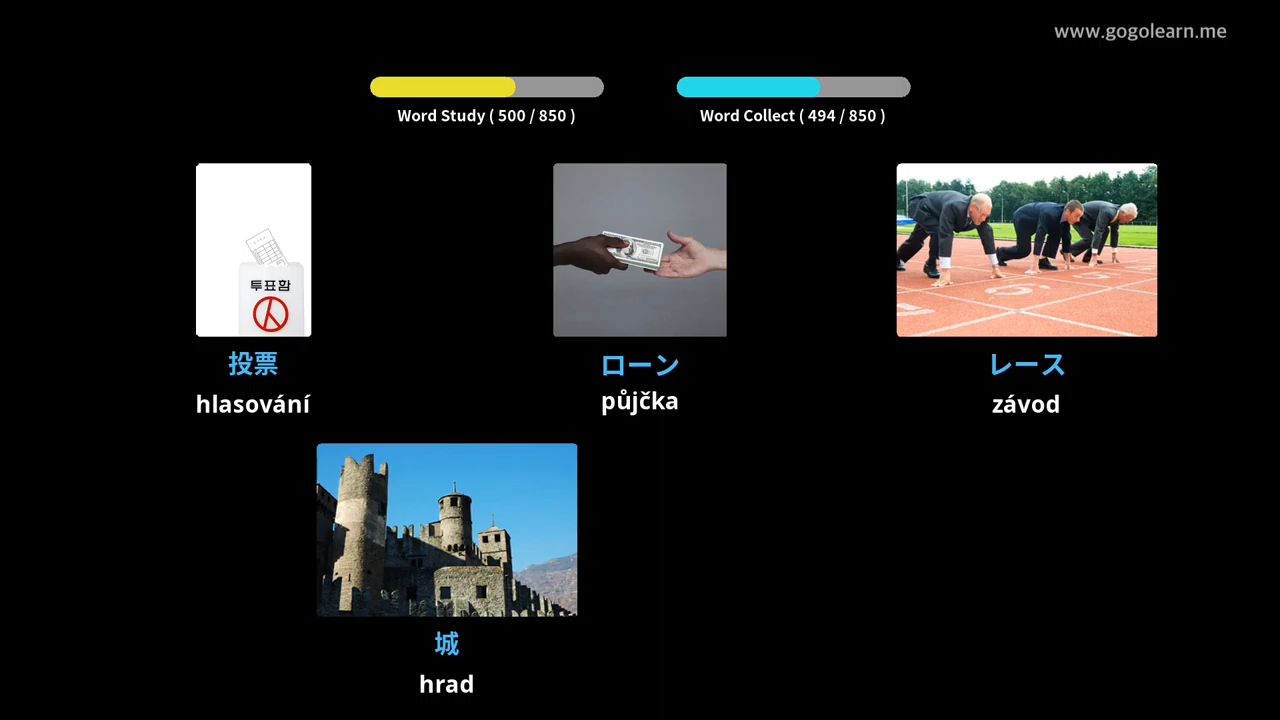 www.gogolearn.me
Word Study ( 500 / 850 )
Word Collect ( 494 / 850 )
투표함
投票
hlasování
ローン
půjčka
レース
závod
城
hrad